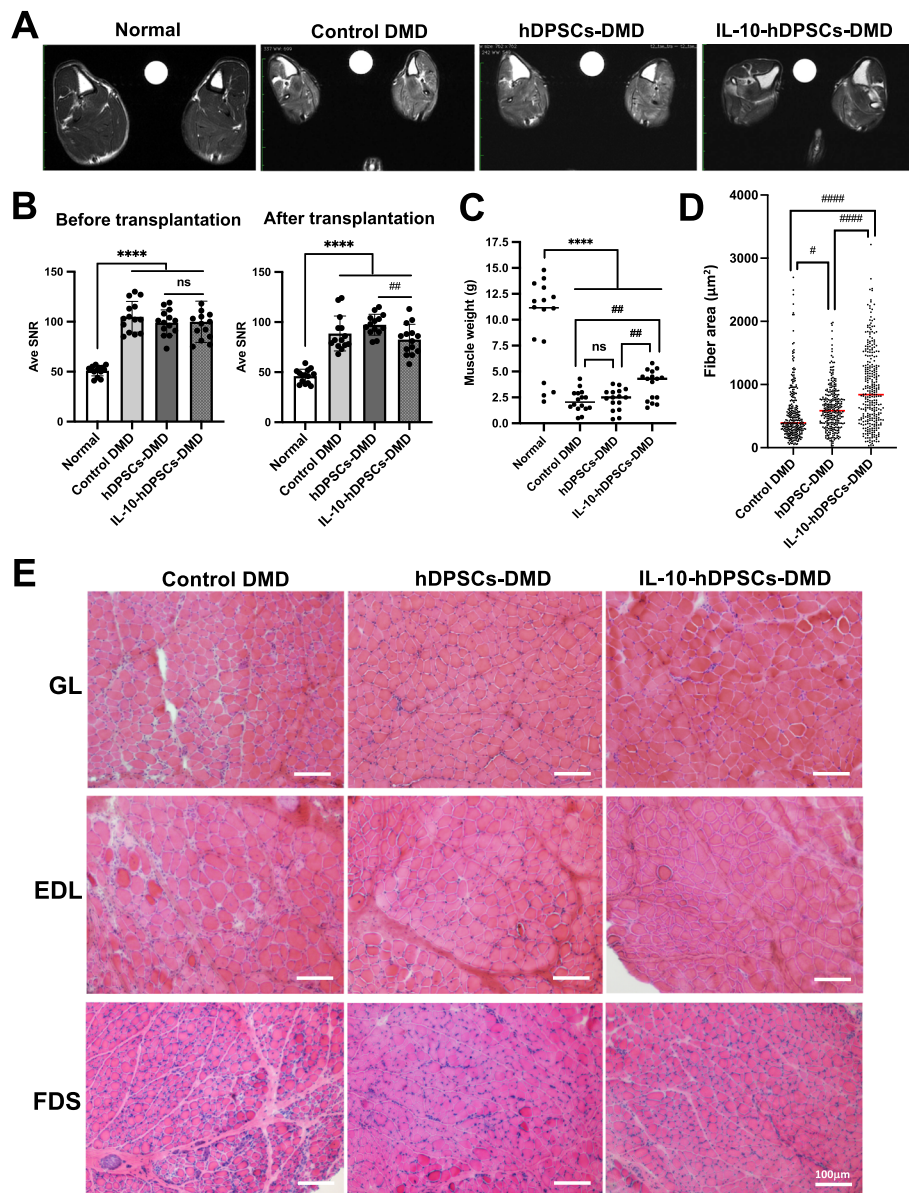 A
Normal
Control DMD
hDPSCs-DMD
IL-10-hDPSCs-DMD
B
Before transplantation
After transplantation
****
ns
Ave SNR
150
100
50
0
Normal
Control DMD
hDPSCs-DMD
IL-10-hDPSCs-DMD
****
##
Ave SNR
150
100
50
0
Normal
Control DMD
hDPSCs-DMD
IL-10-hDPSCs-DMD
C
****
##
ns
##
Muscle weight (g)
17.5
15.0
12.5
10.0
7.5
5.0
2.5
0.0
Normal
Control DMD
hDPSCs-DMD
IL-10-hDPSCs-DMD
D
####
####
#
Fiber area (μm²)
4000
3000
2000
1000
0
Control DMD
hDPSC-DMD
IL-10-hDPSCs-DMD
E
Control DMD
hDPSCs-DMD
IL-10-hDPSCs-DMD
GL
EDL
FDS
100μm